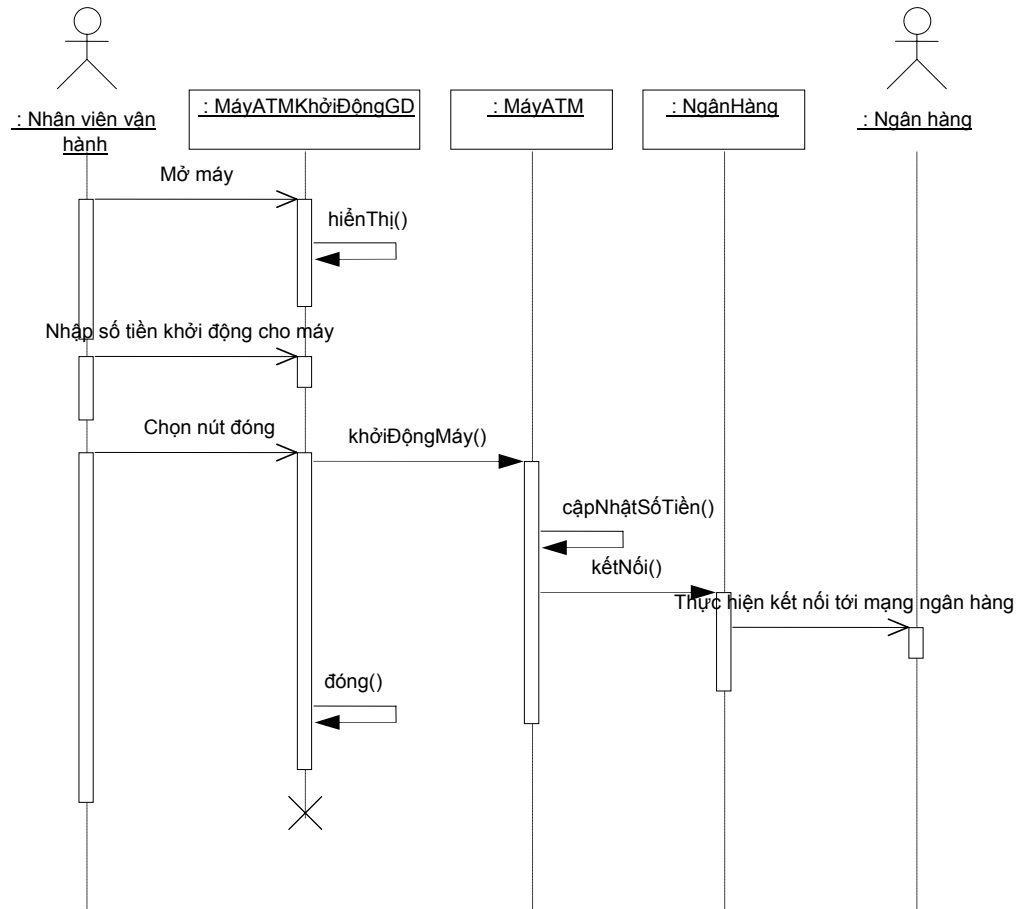 : Nhân viên vận
hành
: MáyATMKhởiĐộngGD
: MáyATM
: NgânHàng
: Ngân hàng
Mở máy
hiểnThị()
Nhập số tiền khởi động cho máy
Chọn nút đóng
khởiĐộngMáy()
cậpNhậtSốTiền()
kếtNối()
Thực hiện kết nối tới mạng ngân hàng
đóng()